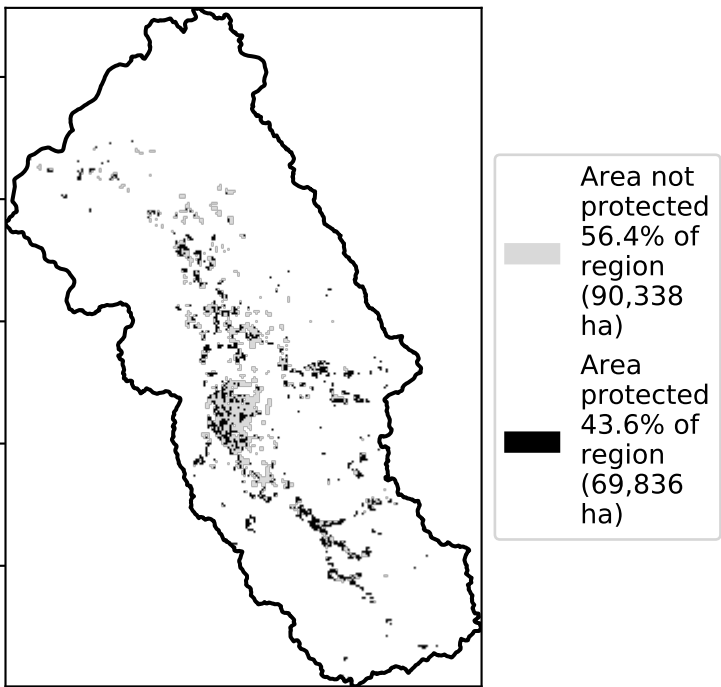 Area not
protected
56.4% of
region
(90,338
ha)
Area
protected
43.6% of
region
(69,836
ha)